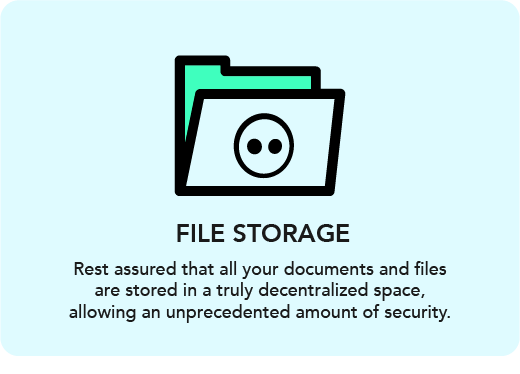 FILE STORAGE
Rest assured that all your documents and files
are stored in a truly decentralized space,
allowing an unprecedented amount of security.